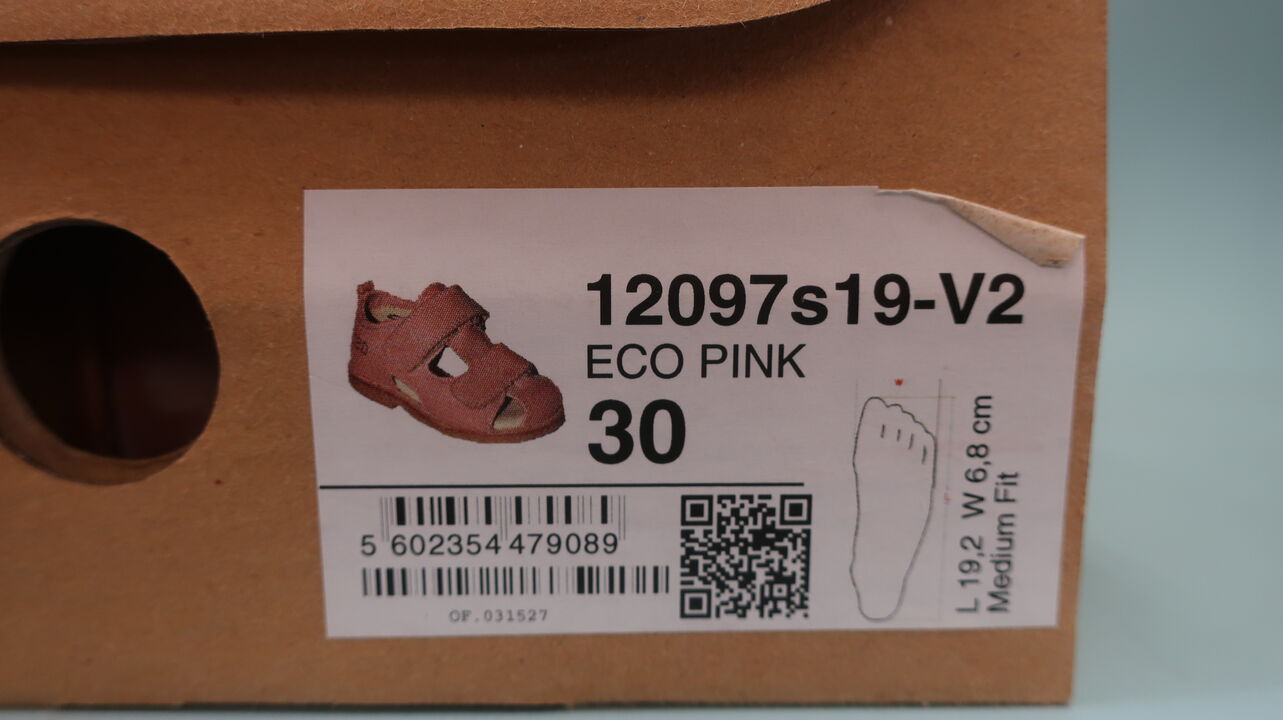 12097s19-V2
ECO PINK
30
5 602354 479089
OF.031527
L 19,2 W 6,8 cm
Medium Fit